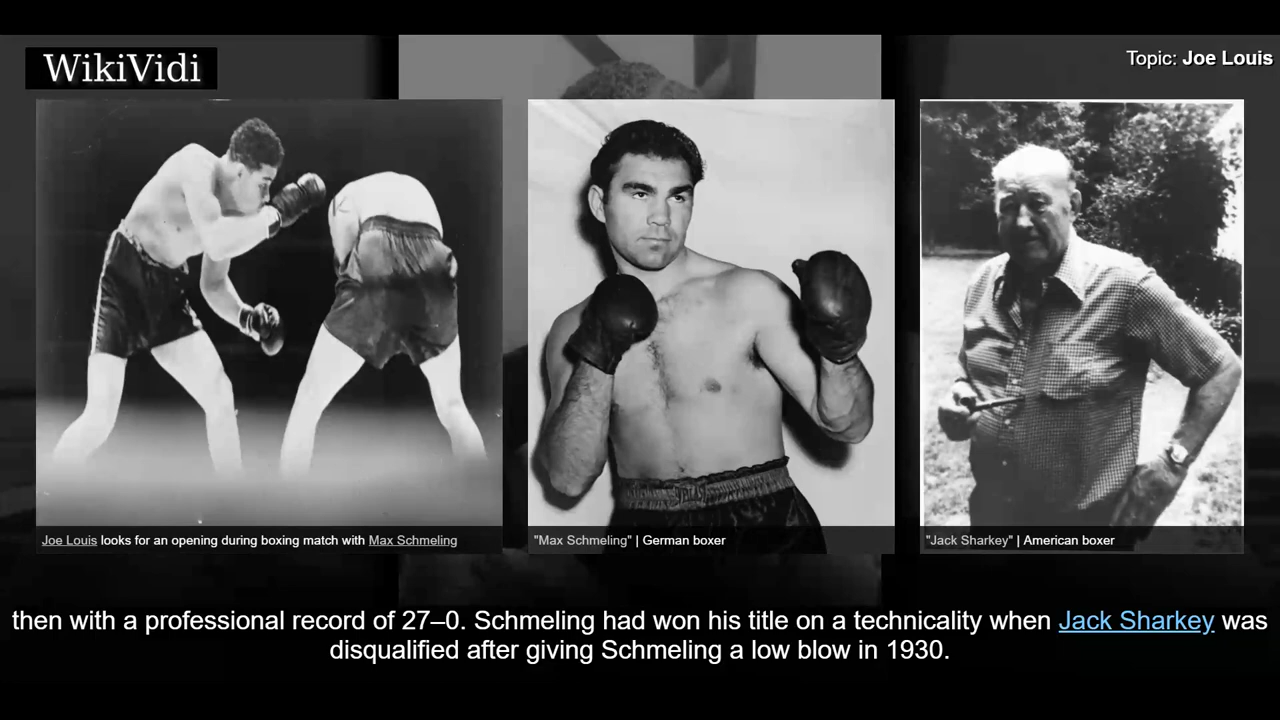 WikiVidi
Topic: Joe Louis
Joe Louis looks for an opening during boxing match with Max Schmeling
"Max Schmeling" | German boxer
"Jack Sharkey" | American boxer
then with a professional record of 27–0. Schmeling had won his title on a technicality when Jack Sharkey was
disqualified after giving Schmeling a low blow in 1930.